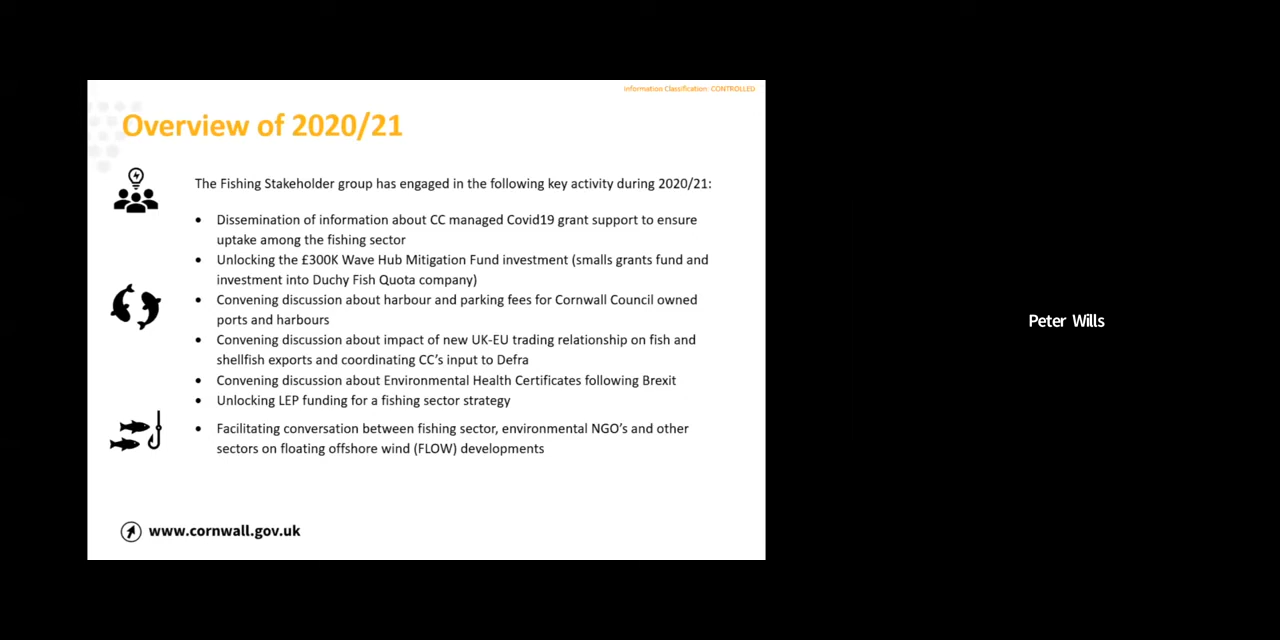 Information Classification: CONTROLLED
Overview of 2020/21
The Fishing Stakeholder group has engaged in the following key activity during 2020/21:
• Dissemination of information about CC managed Covid19 grant support to ensure
uptake among the fishing sector
• Unlocking the £300K Wave Hub Mitigation Fund investment (smalls grants fund and
investment into Duchy Fish Quota company)
• Convening discussion about harbour and parking fees for Cornwall Council owned
ports and harbours
• Convening discussion about impact of new UK-EU trading relationship on fish and
shellfish exports and coordinating CC's input to Defra
• Convening discussion about Environmental Health Certificates following Brexit
• Unlocking LEP funding for a fishing sector strategy
• Facilitating conversation between fishing sector, environmental NGO's and other
sectors on floating offshore wind (FLOW) developments
www.cornwall.gov.uk
Peter Wills